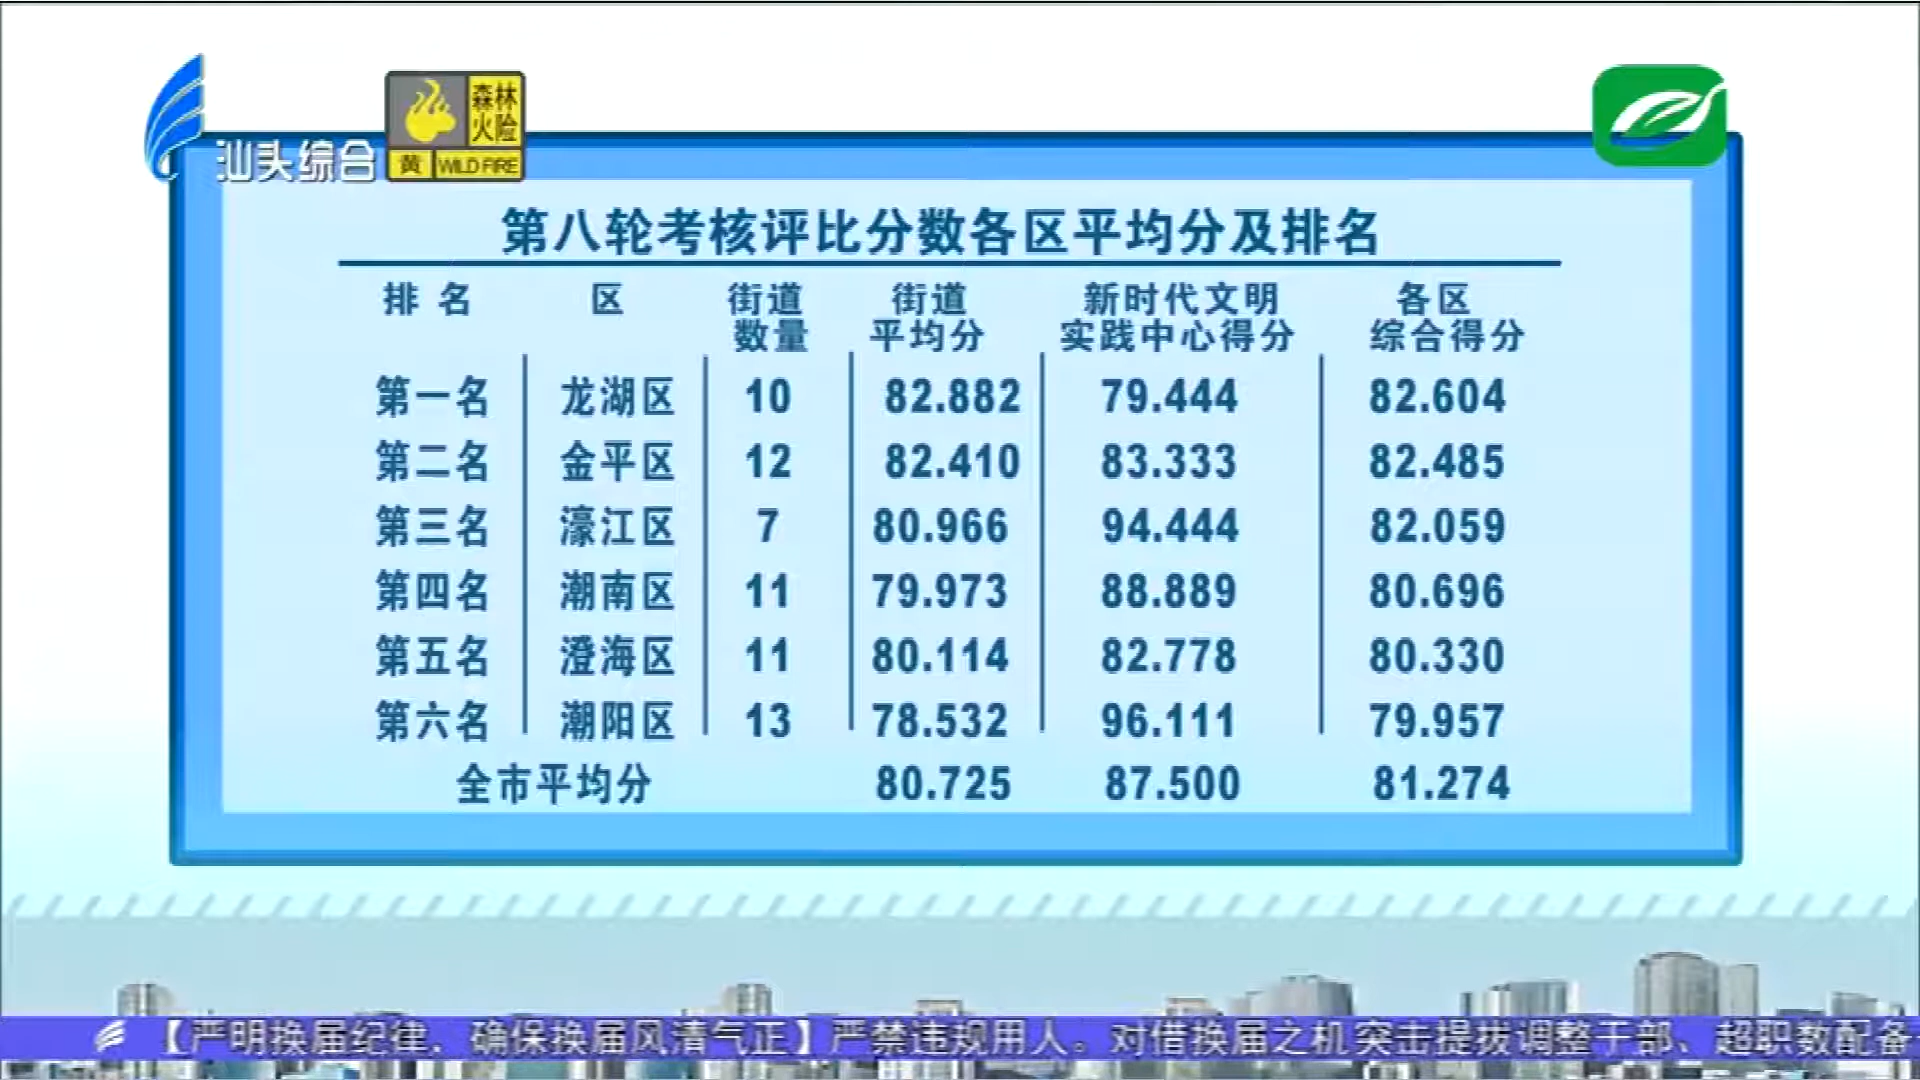 汕头综合
森林
火险
黄 WILD FIRE
第八轮考核评比分数各区平均分及排名
排名 区 街道数量 街道平均分 新时代文明实践中心得分 各区综合得分
第一名 龙湖区 10 82.882 79.444 82.604
第二名 金平区 12 82.410 83.333 82.485
第三名 濠江区 7 80.966 94.444 82.059
第四名 潮南区 11 79.973 88.889 80.696
第五名 澄海区 11 80.114 82.778 80.330
第六名 潮阳区 13 78.532 96.111 79.957
全市平均分 80.725 87.500 81.274
【严明换届纪律，确保换届风清气正】严禁违规用人。对借换届之机突击提拔调整干部、超职数配备